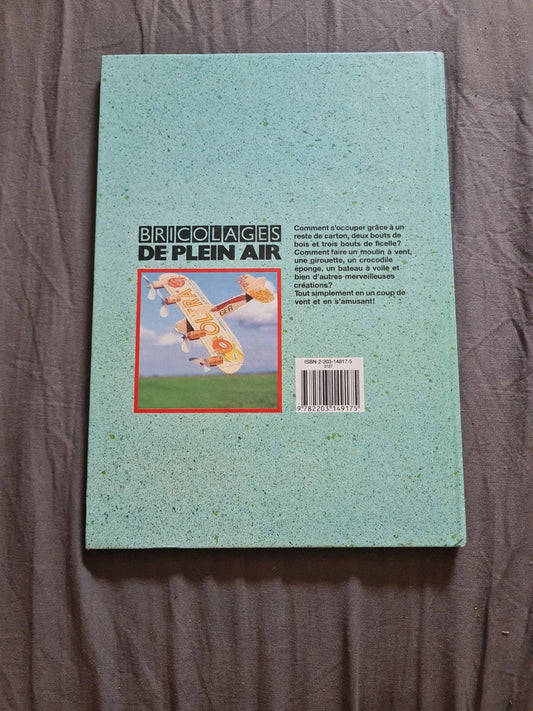 BRICOLAGES
DE PLEIN AIR
Comment s'occuper grâce à un
reste de carton, deux bouts de
bois et trois bouts de ficelle?
Comment faire un moulin à vent,
une girouette, un crocodile
éponge, un bateau à voile et
bien d'autres merveilleuses
créations?
Tout simplement en un coup de
vent et en s'amusant!
ISBN 2-203-14917-5
9 782203 149175